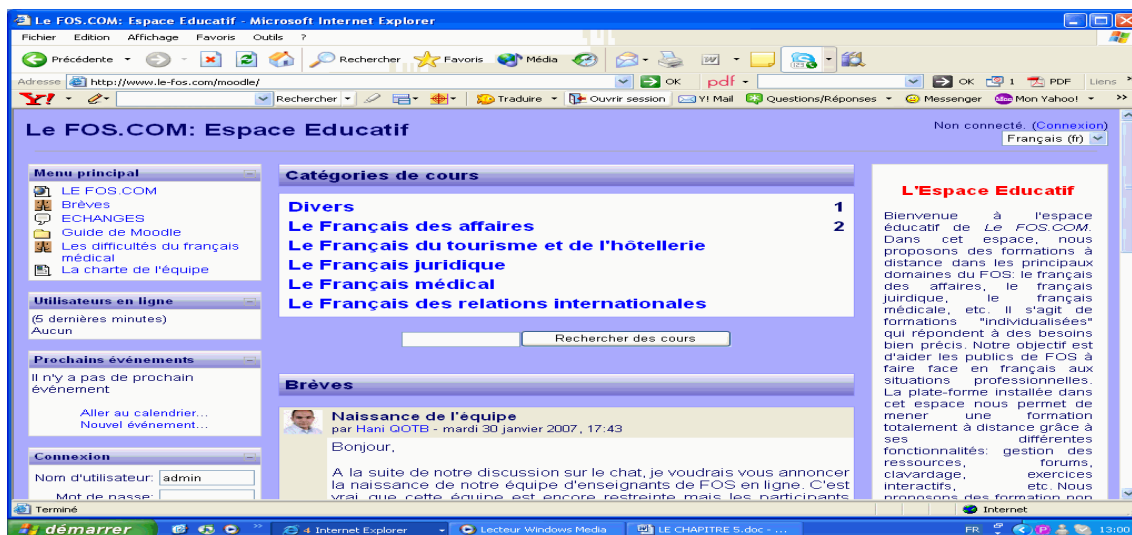 Le FOS.COM: Espace Educatif - Microsoft Internet Explorer
Fichier Edition Affichage Favoris Outils ?
Précédente Rechercher Favoris Média
Adresse http://www.le-fos.com/moodle/ OK pdf OK 1 PDF Liens »
Y! Rechercher Traduire Ouvrir session Y! Mail Questions/Réponses Messenger Mon Yahoo! »
Le FOS.COM: Espace Educatif
Non connecté. (Connexion)
Français (fr)
Menu principal
LE FOS.COM
Brèves
ECHANGES
Guide de Moodle
Les difficultés du français
médical
La charte de l'équipe
Utilisateurs en ligne
(5 dernières minutes)
Aucun
Prochains événements
Il n'y a pas de prochain
événement
Aller au calendrier...
Nouvel événement...
Connexion
Nom d'utilisateur: admin
Mot de passe:
Catégories de cours
Divers 1
Le Français des affaires 2
Le Français du tourisme et de l'hôtellerie
Le Français juridique
Le Français médical
Le Français des relations internationales
Rechercher des cours
Brèves
Naissance de l'équipe
par Hani QOTB - mardi 30 janvier 2007, 17:43
Bonjour,
A la suite de notre discussion sur le chat, je voudrais vous annoncer
la naissance de notre équipe d'enseignants de FOS en ligne. C'est
vrai que cette équipe est encore restreinte mais les participants
L'Espace Educatif
Bienvenue à l'espace
éducatif de Le FOS.COM.
Dans cet espace, nous
proposons des formations à
distance dans les principaux
domaines du FOS: le français
des affaires, le français
juirdique, le français
médicale, etc. Il s'agit de
formations "individualisées"
qui répondent à des besoins
bien précis. Notre objectif est
d'aider les publics de FOS à
faire face en français aux
situations professionnelles.
La plate-forme installée dans
cet espace nous permet de
mener une formation
totalement à distance grâce à
ses différentes
fonctionnalités: gestion des
ressources, forums,
clavardage, exercices
interactifs, etc. Nous
proposons des formation non
Terminé
Internet
démarrer » 4 Internet Explorer Lecteur Windows Media LE CHAPITRE 5.doc - ... FR 13:00